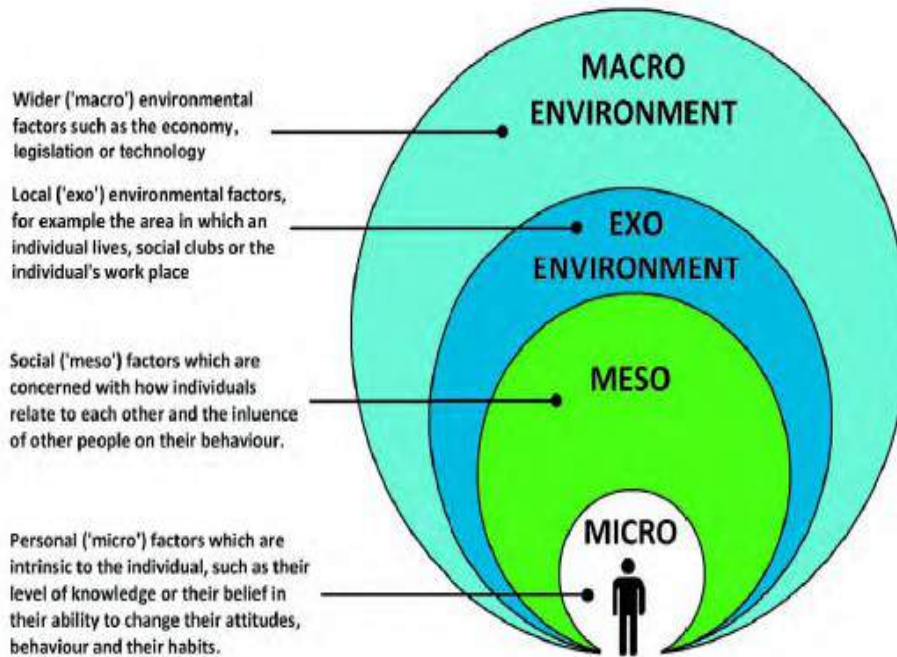 MACRO
ENVIRONMENT
Wider ('macro') environmental
factors such as the economy,
legislation or technology
Local ('exo') environmental factors,
for example the area in which an
individual lives, social clubs or the
individual's work place
EXO
ENVIRONMENT
Social ('meso') factors which are
concerned with how individuals
relate to each other and the inluence
of other people on their behaviour.
MESO
Personal ('micro') factors which are
intrinsic to the individual, such as their
level of knowledge or their belief in
their ability to change their attitudes,
behaviour and their habits.
MICRO